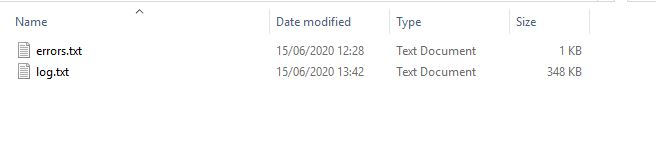 Name Date modified Type Size
errors.txt 15/06/2020 12:28 Text Document 1 KB
log.txt 15/06/2020 13:42 Text Document 348 KB